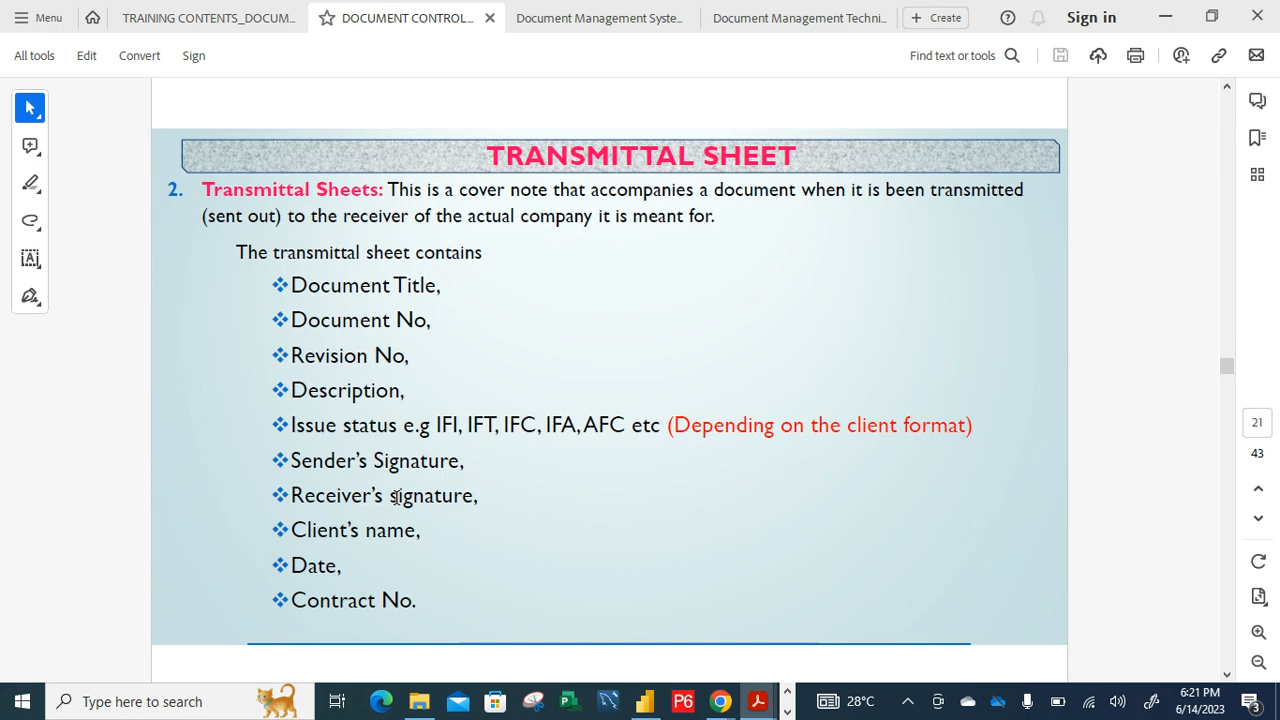 Menu
TRAINING CONTENTS_DOCUM...
DOCUMENT CONTROL...
Document Management Syste...
Document Management Techni...
Create
Sign in
All tools
Edit
Convert
Sign
Find text or tools
TRANSMITTAL SHEET
2. Transmittal Sheets: This is a cover note that accompanies a document when it is been transmitted
(sent out) to the receiver of the actual company it is meant for.
The transmittal sheet contains
❖Document Title,
❖Document No,
❖Revision No,
❖Description,
❖Issue status e.g IFI, IFT, IFC, IFA, AFC etc (Depending on the client format)
❖Sender’s Signature,
❖Receiver’s signature,
❖Client’s name,
❖Date,
❖Contract No.
21
43
Type here to search
P6
28°C
6:21 PM
6/14/2023
3